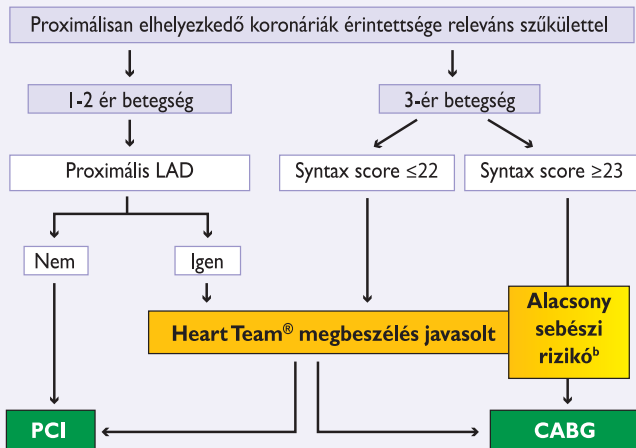 Proximálisan elhelyezkedő koronáriák érintettsége releváns szűkülettel
1-2 ér betegség
3-ér betegség
Proximális LAD
Syntax score ≤22
Syntax score ≥23
Nem
Igen
Heart Team® megbeszélés javasolt
Alacsony
sebészi
rizikóᵇ
PCI
CABG